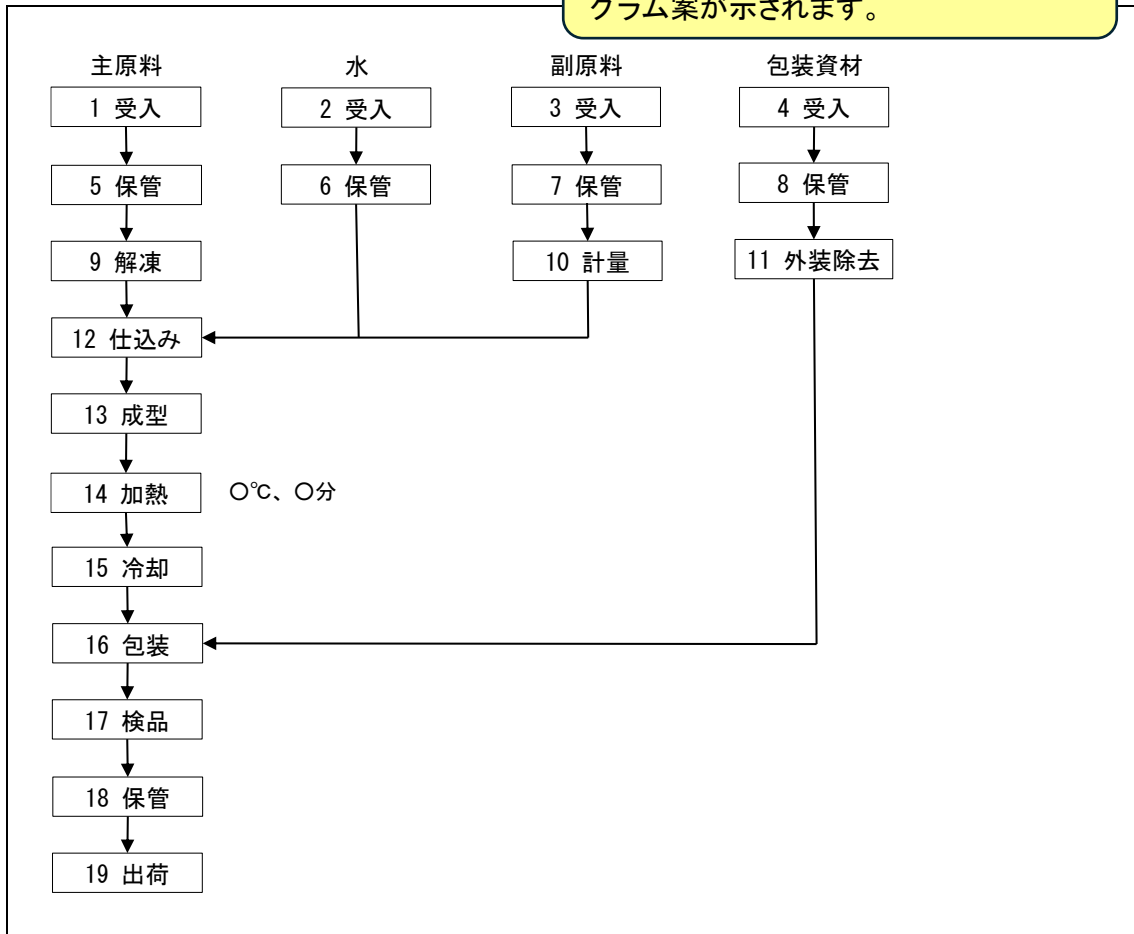 グラム案が示されます。
主原料 水 副原料 包装資材
1 受入 2 受入 3 受入 4 受入
5 保管 6 保管 7 保管 8 保管
9 解凍 10 計量 11 外装除去
12 仕込み
13 成型
14 加熱 〇℃、〇分
15 冷却
16 包装
17 検品
18 保管
19 出荷